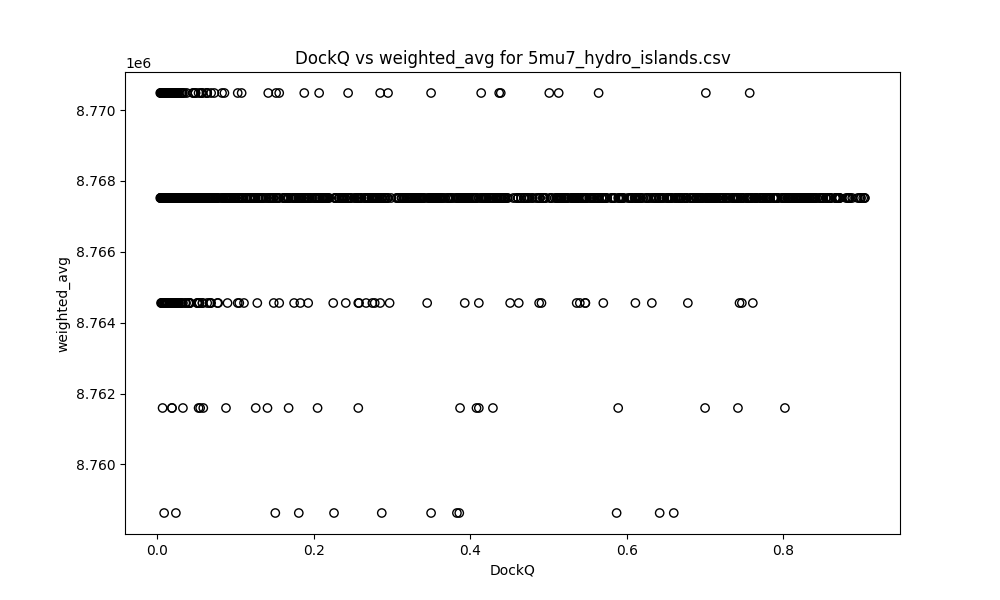 DockQ vs weighted_avg for 5mu7_hydro_islands.csv
1e6
8.770
8.768
8.766
8.764
8.762
8.760
weighted_avg
0.0 0.2 0.4 0.6 0.8
DockQ